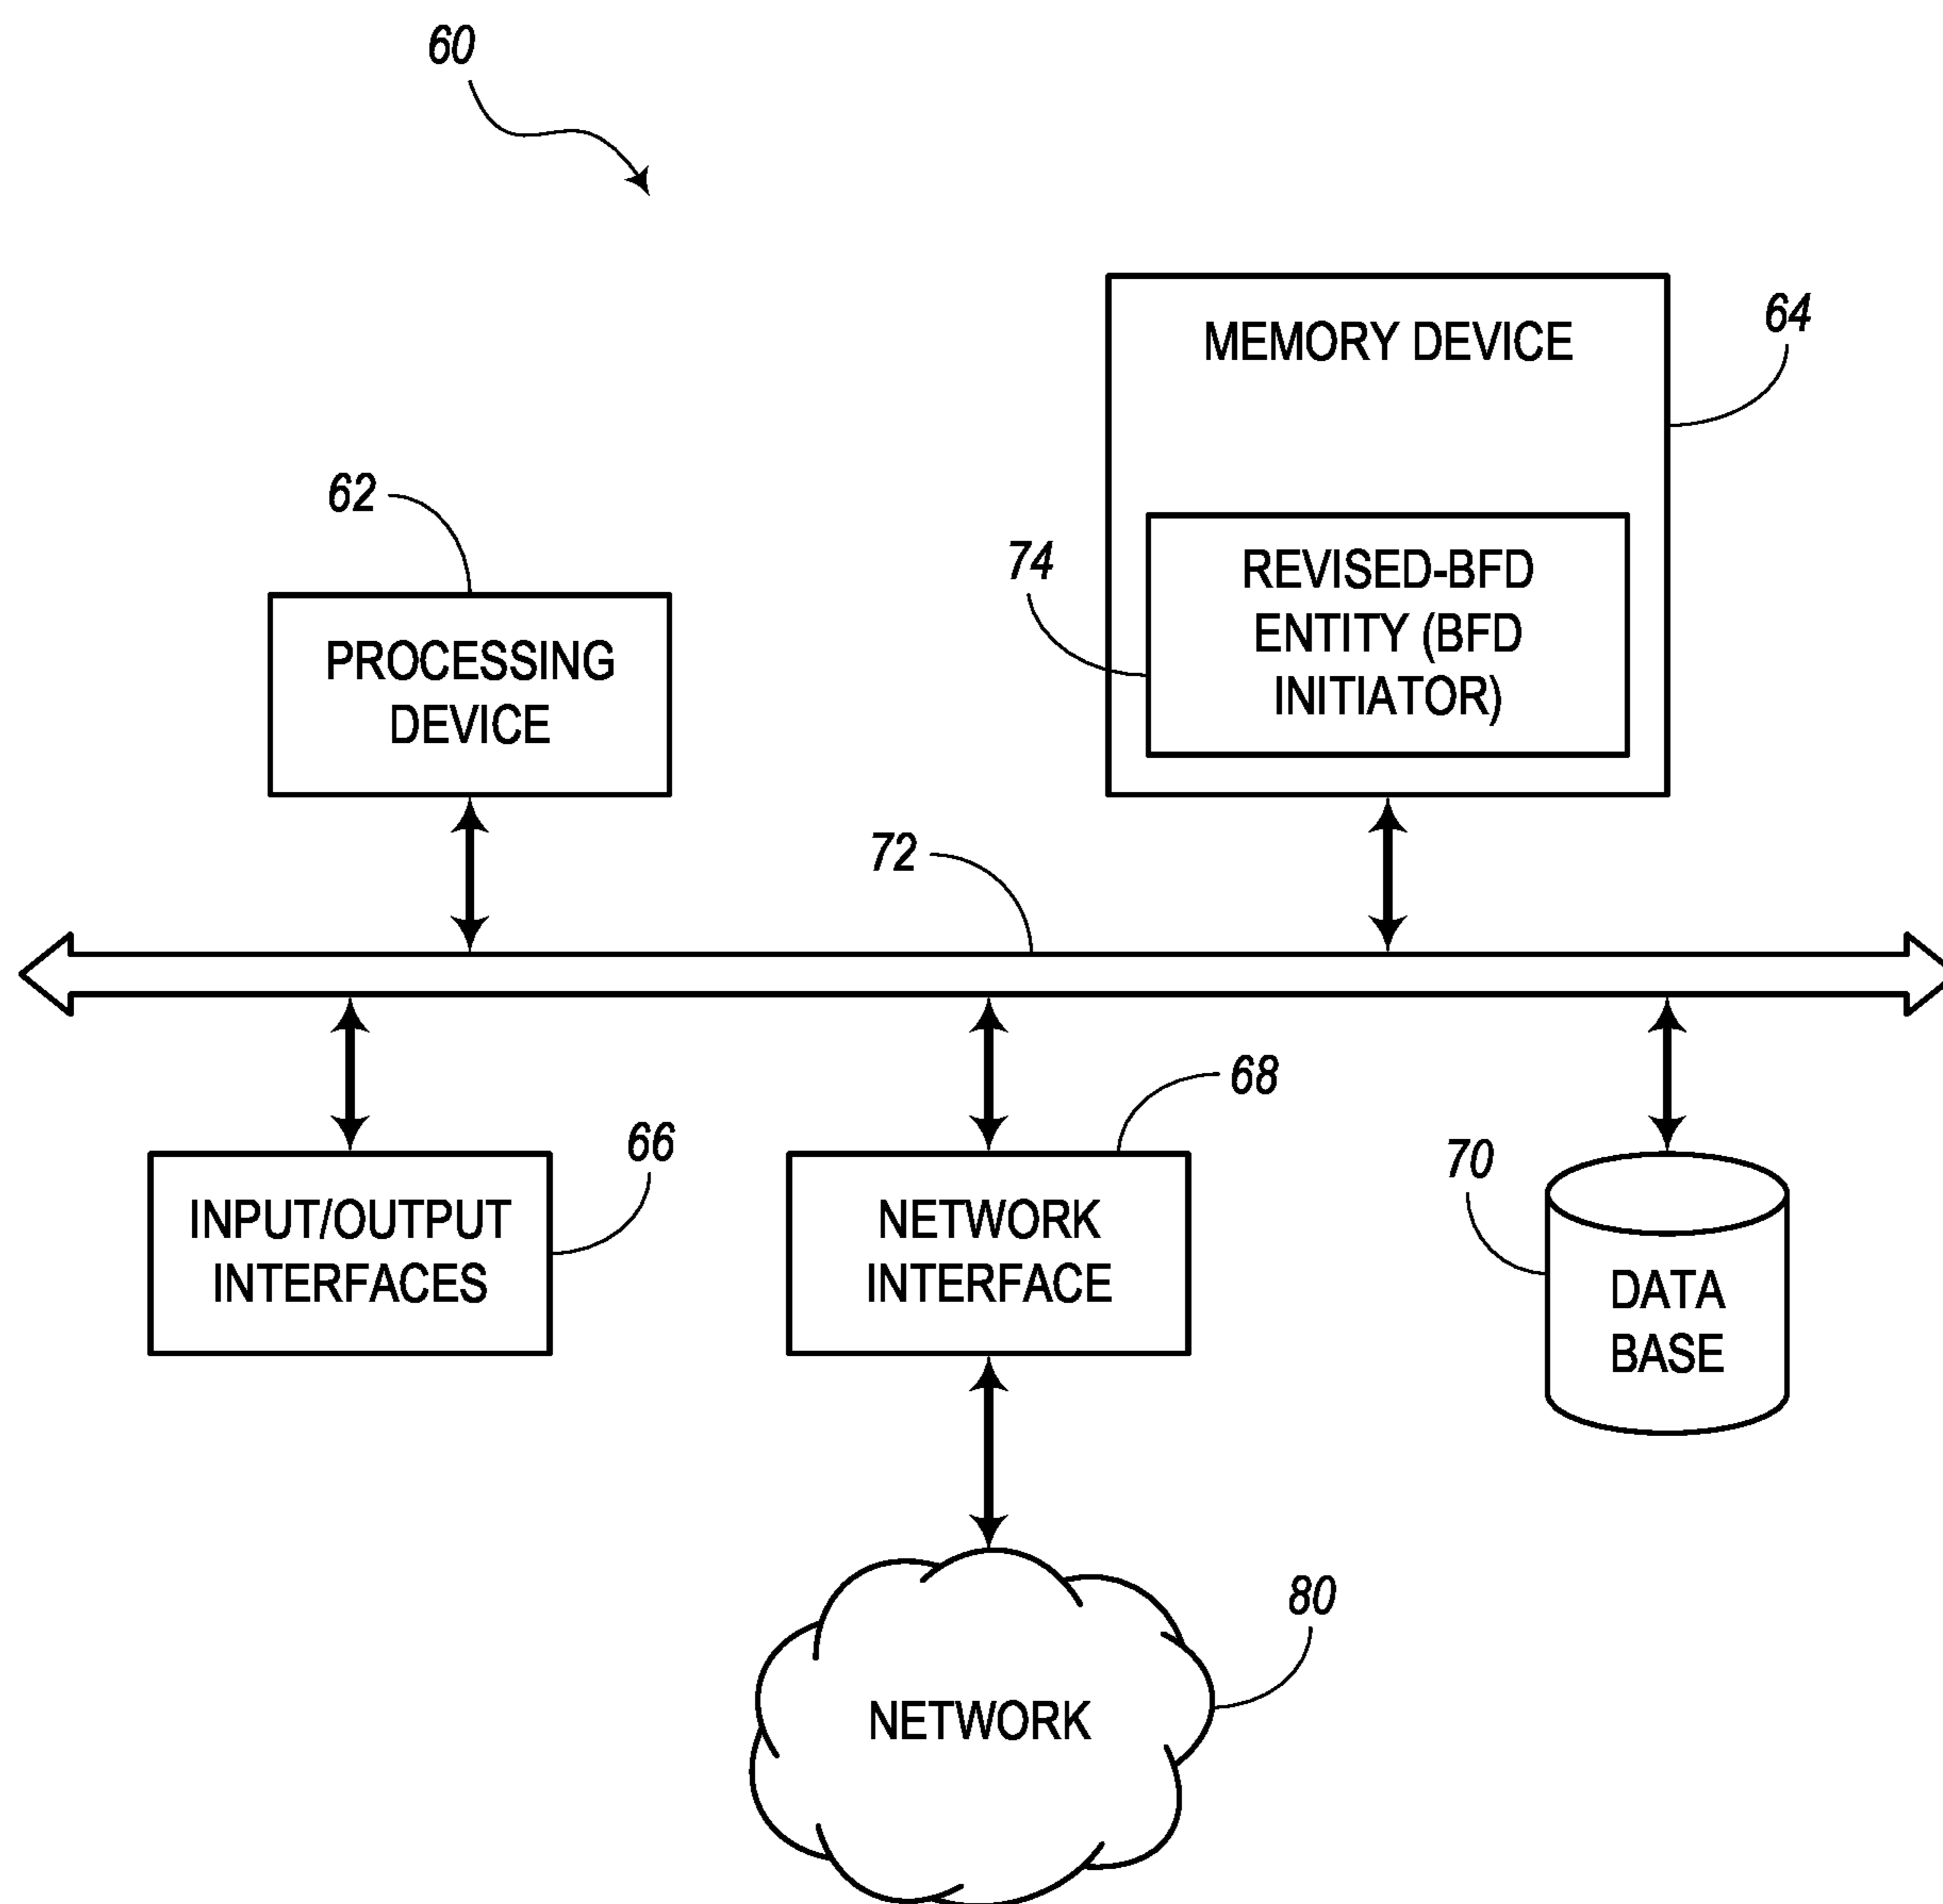 60
MEMORY DEVICE
64
62
PROCESSING
DEVICE
74
REVISED-BFD
ENTITY (BFD
INITIATOR)
72
68
66
INPUT/OUTPUT
INTERFACES
NETWORK
INTERFACE
70
DATA
BASE
80
NETWORK